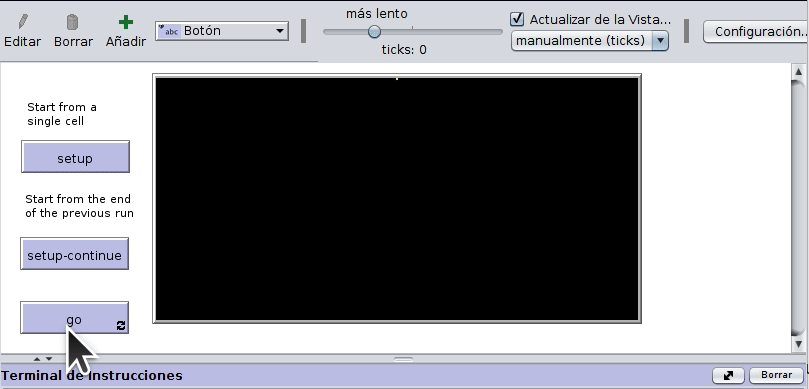 más lento
Editar
Borrar
Añadir
abc
Botón
ticks: 0
Actualizar de la Vista...
manualmente (ticks)
Configuración..
Start from a
single cell
setup
Start from the end
of the previous run
setup-continue
go
Terminal de Instrucciones
Borrar